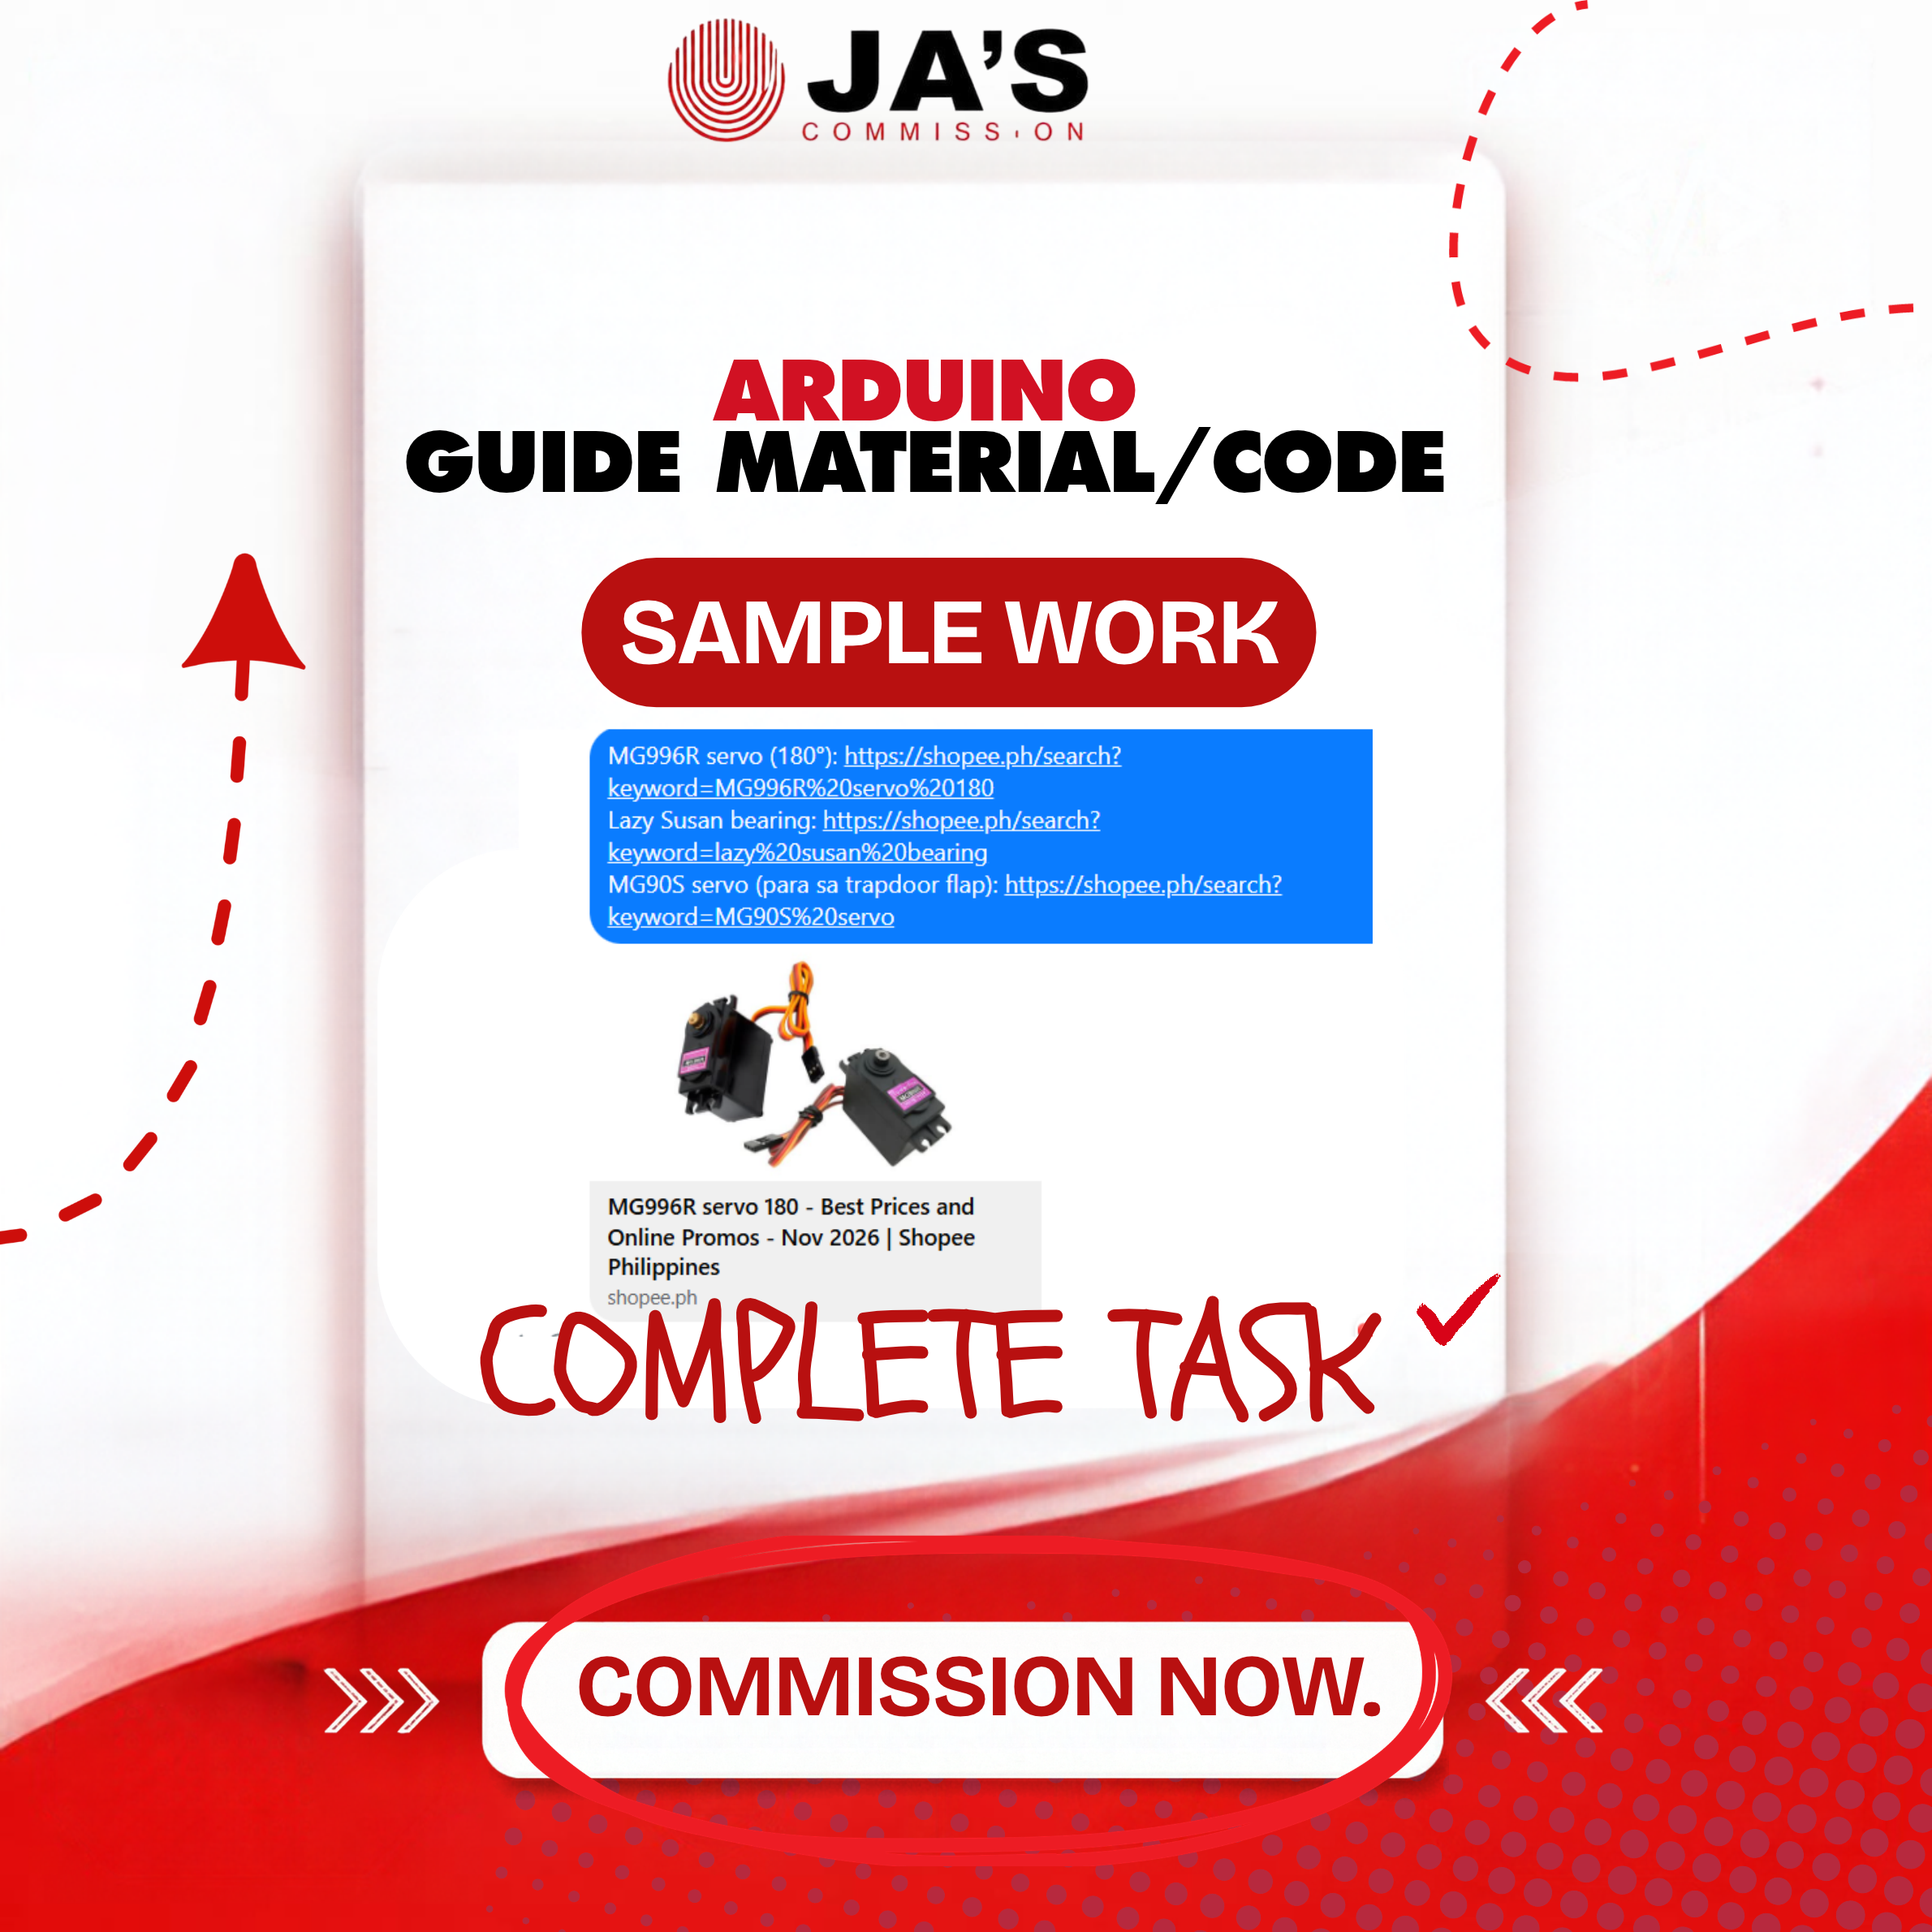 JA'S
COMMISSION
ARDUINO
GUIDE MATERIAL/CODE
SAMPLE WORK
MG996R servo (180°): https://shopee.ph/search?
keyword=MG996R%20servo%20180
Lazy Susan bearing: https://shopee.ph/search?
keyword=lazy%20susan%20bearing
MG90S servo (para sa trapdoor flap): https://shopee.ph/search?
keyword=MG90S%20servo
MG996R servo 180 - Best Prices and
Online Promos - Nov 2026 | Shopee
Philippines
shopee.ph
COMPLETE TASK
COMMISSION NOW.